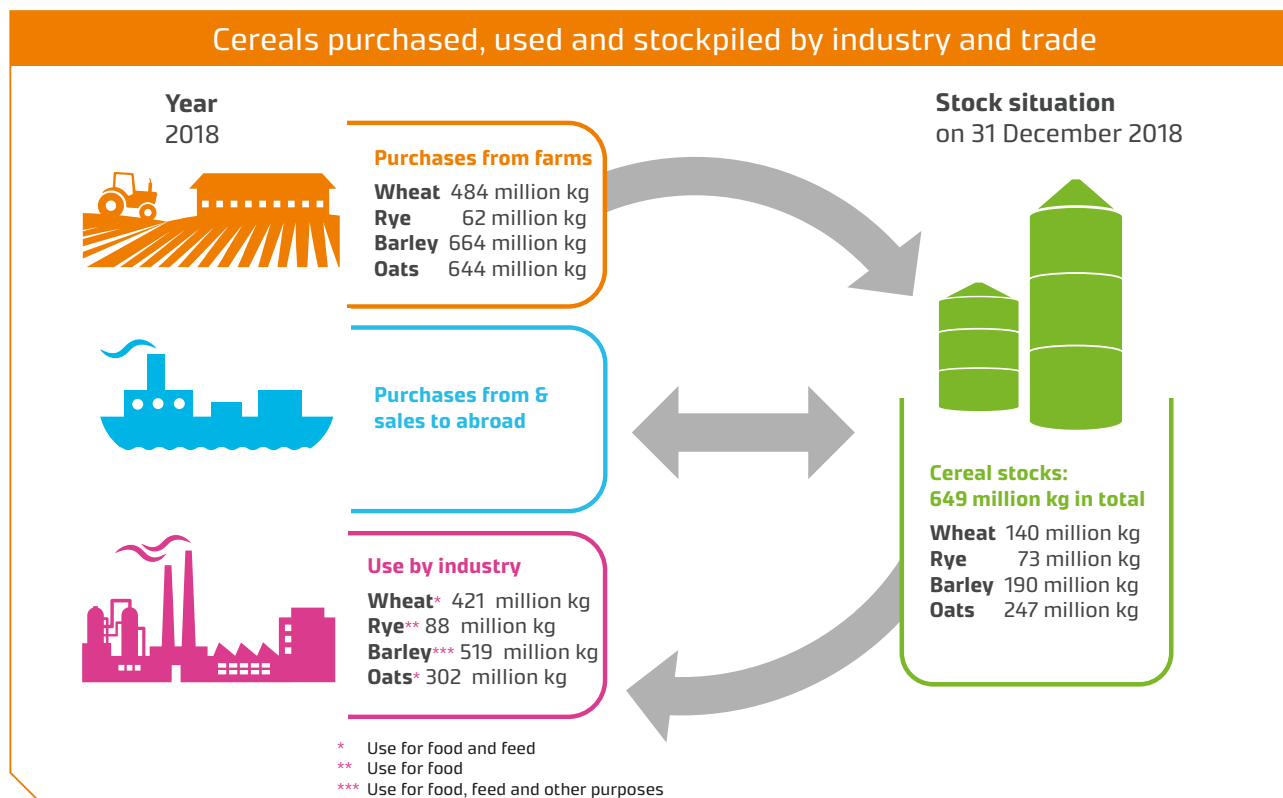 Cereals purchased, used and stockpiled by industry and trade
Year
2018
Purchases from farms
Wheat 484 million kg
Rye 62 million kg
Barley 664 million kg
Oats 644 million kg
Purchases from &
sales to abroad
Use by industry
Wheat* 421 million kg
Rye** 88 million kg
Barley*** 519 million kg
Oats* 302 million kg
* Use for food and feed
** Use for food
*** Use for food, feed and other purposes
Stock situation
on 31 December 2018
Cereal stocks:
649 million kg in total
Wheat 140 million kg
Rye 73 million kg
Barley 190 million kg
Oats 247 million kg